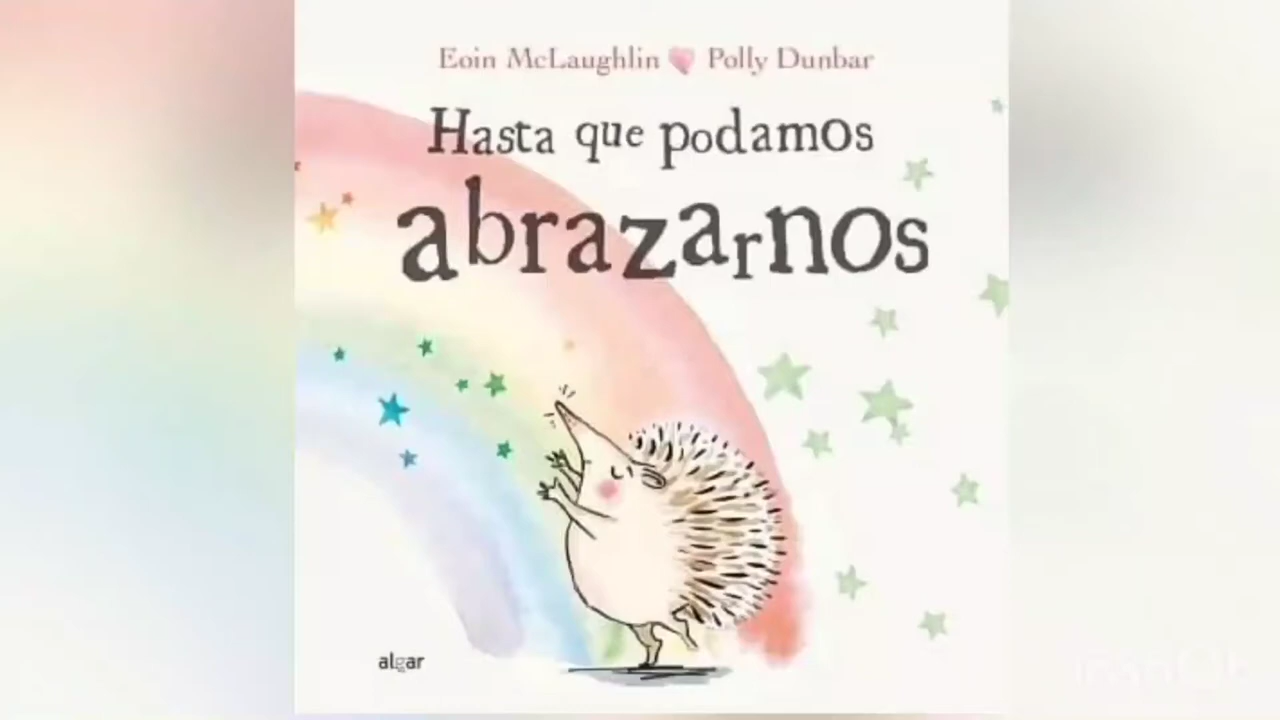 Eoin McLaughlin Polly Dunbar
Hasta que podamos
abrazarnos
algar